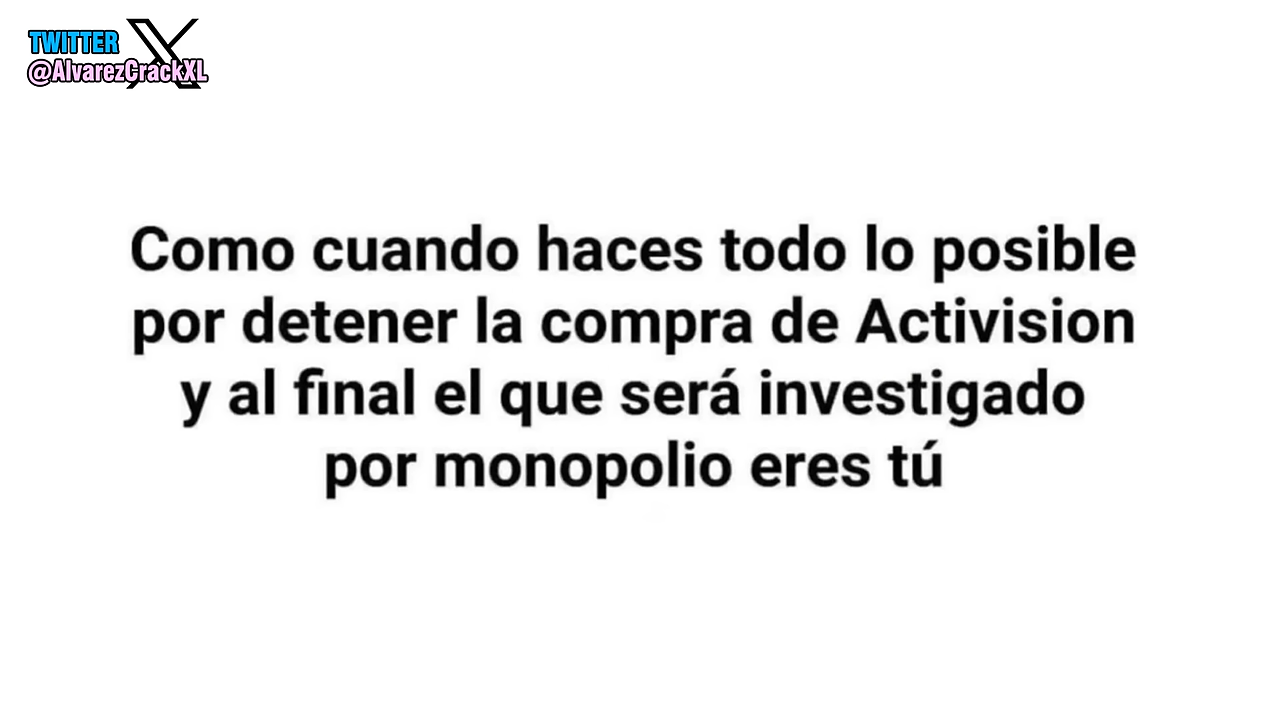 TWITTER
@AlvarezCrackXL
Como cuando haces todo lo posible
por detener la compra de Activision
y al final el que será investigado
por monopolio eres tú